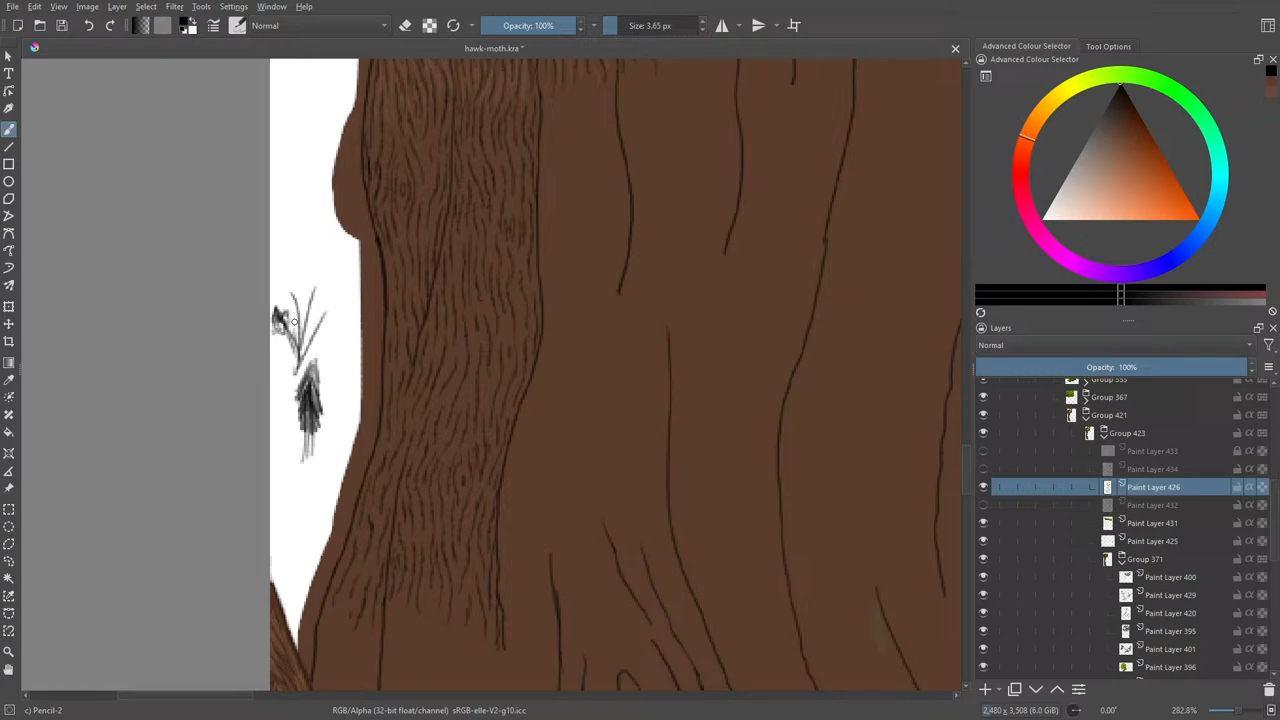 File Edit View Image Layer Select Filter Tools Settings Window Help
Normal Opacity: 100% Size: 3.65 px
hawk-moth.kra *
Advanced Colour Selector Tool Options
Advanced Colour Selector
Layers
Normal
Opacity: 100%
Group 367
Group 421
Group 423
Paint Layer 433
Paint Layer 434
Paint Layer 426
Paint Layer 432
Paint Layer 431
Paint Layer 425
Group 371
Paint Layer 400
Paint Layer 429
Paint Layer 420
Paint Layer 395
Paint Layer 401
Paint Layer 396
c) Pencil-2 RGB/Alpha (32-bit float/channel) sRGB-elle-V2-g10.icc 2,480 x 3,508 (6.0 GiB) 0.00° 282.8%